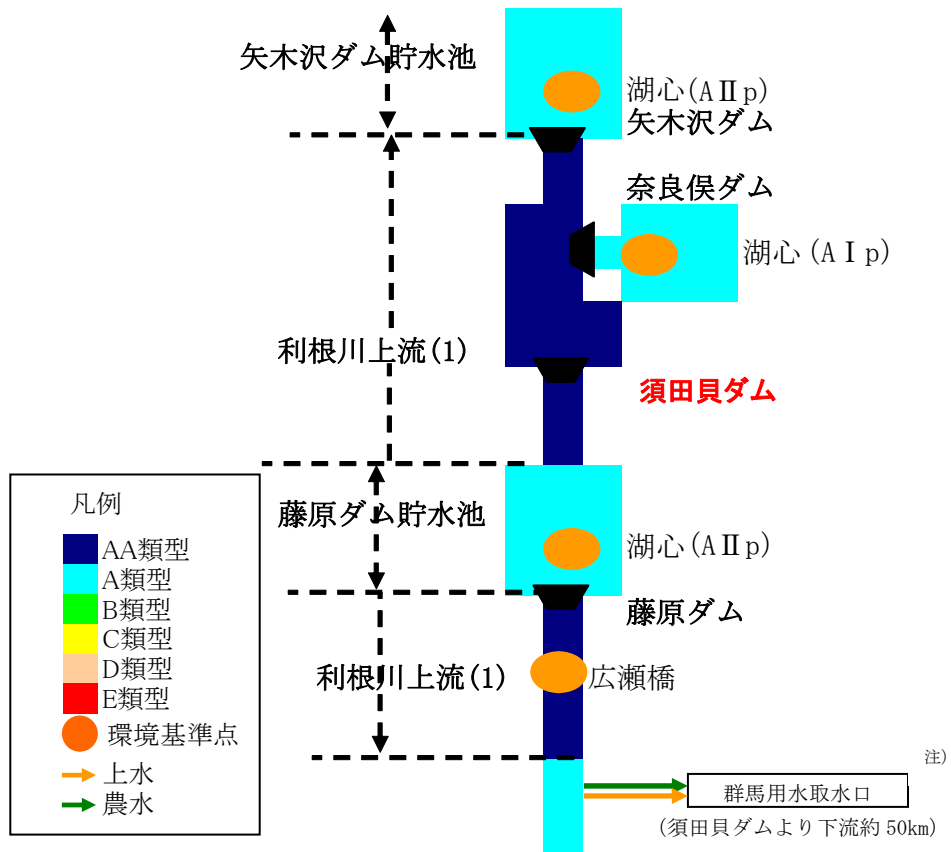 矢木沢ダム貯水池
湖心(AⅡp)
矢木沢ダム
奈良俣ダム
湖心(AⅠp)
利根川上流(1)
須田貝ダム
藤原ダム貯水池
湖心(AⅡp)
藤原ダム
利根川上流(1)
広瀬橋
凡例
AA類型
A類型
B類型
C類型
D類型
E類型
環境基準点
上水
農水
注)
群馬用水取水口
(須田貝ダムより下流約 50km)